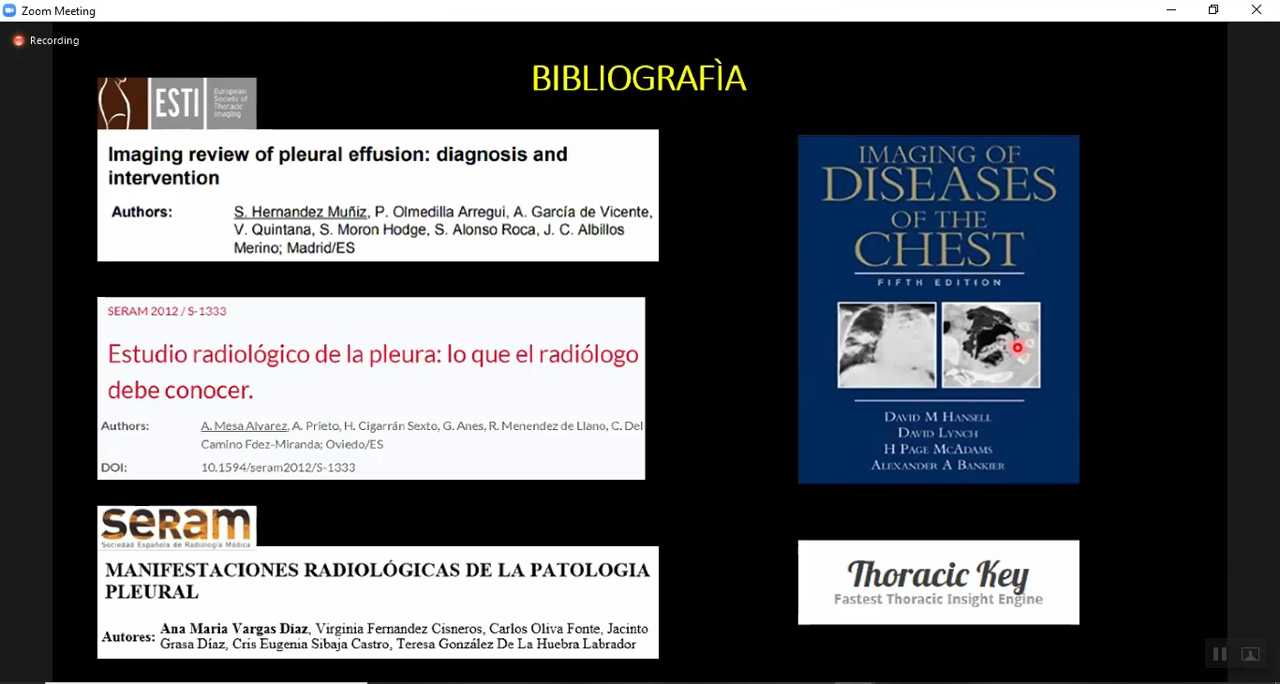 Zoom Meeting
Recording
BIBLIOGRAFÌA
ESTI
European
Society of
Thoracic
Imaging
Imaging review of pleural effusion: diagnosis and
intervention
Authors: S. Hernandez Muñiz, P. Olmedilla Arregui, A. García de Vicente,
V. Quintana, S. Moron Hodge, S. Alonso Roca, J. C. Albillos
Merino; Madrid/ES
SERAM 2012 / S-1333
Estudio radiológico de la pleura: lo que el radiólogo
debe conocer.
Authors: A. Mesa Alvarez, A. Prieto, H. Cigarrán Sexto, G. Anes, R. Menendez de Llano, C. Del
Camino Fdez-Miranda; Oviedo/ES
DOI: 10.1594/seram2012/S-1333
seram
Sociedad Española de Radiología Médica
MANIFESTACIONES RADIOLÓGICAS DE LA PATOLOGIA
PLEURAL
Autores: Ana Maria Vargas Díaz, Virginia Fernandez Cisneros, Carlos Oliva Fonte, Jacinto
Grasa Díaz, Cris Eugenia Sibaja Castro, Teresa González De La Huebra Labrador
IMAGING OF
DISEASES
OF THE
CHEST
FIFTH EDITION
DAVID M HANSELL
DAVID LYNCH
H PAGE MCADAMS
ALEXANDER A BANKIER
Thoracic Key
Fastest Thoracic Insight Engine